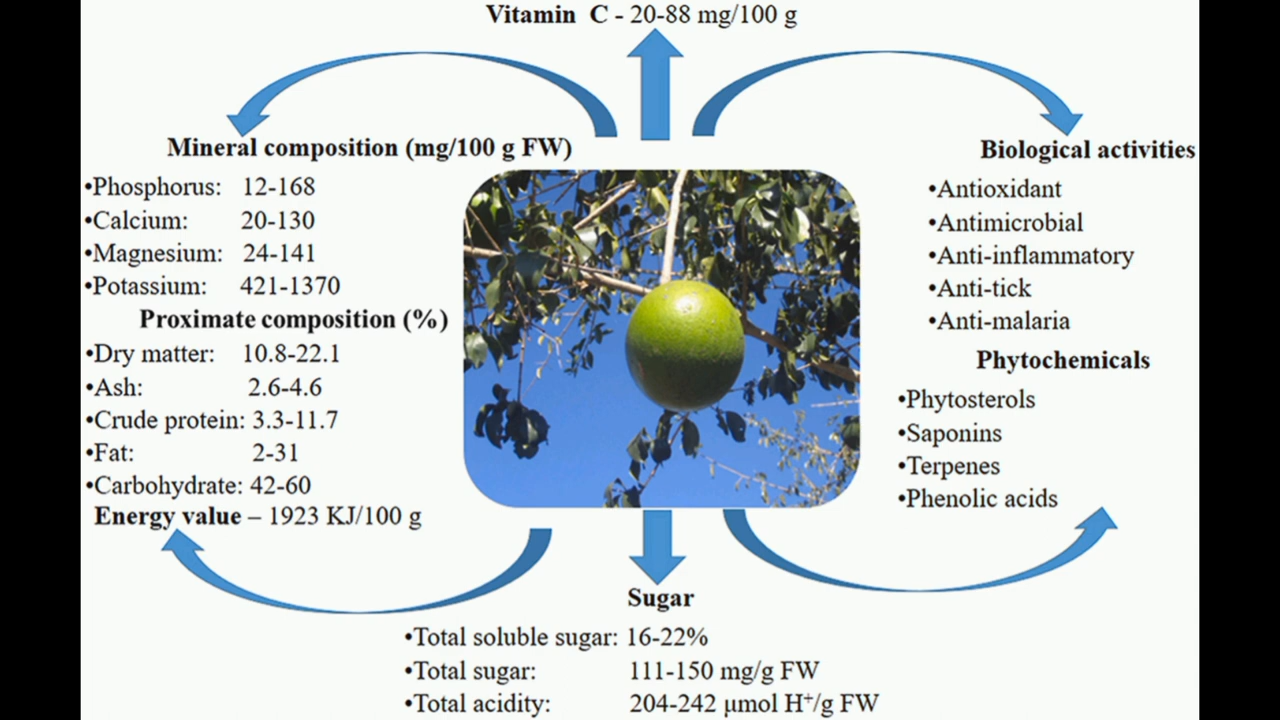 Vitamin C - 20-88 mg/100 g
Mineral composition (mg/100 g FW)
•Phosphorus: 12-168
•Calcium: 20-130
•Magnesium: 24-141
•Potassium: 421-1370
Proximate composition (%)
•Dry matter: 10.8-22.1
•Ash: 2.6-4.6
•Crude protein: 3.3-11.7
•Fat: 2-31
•Carbohydrate: 42-60
Energy value – 1923 KJ/100 g
Biological activities
•Antioxidant
•Antimicrobial
•Anti-inflammatory
•Anti-tick
•Anti-malaria
Phytochemicals
•Phytosterols
•Saponins
•Terpenes
•Phenolic acids
Sugar
•Total soluble sugar: 16-22%
•Total sugar: 111-150 mg/g FW
•Total acidity: 204-242 µmol H⁺/g FW